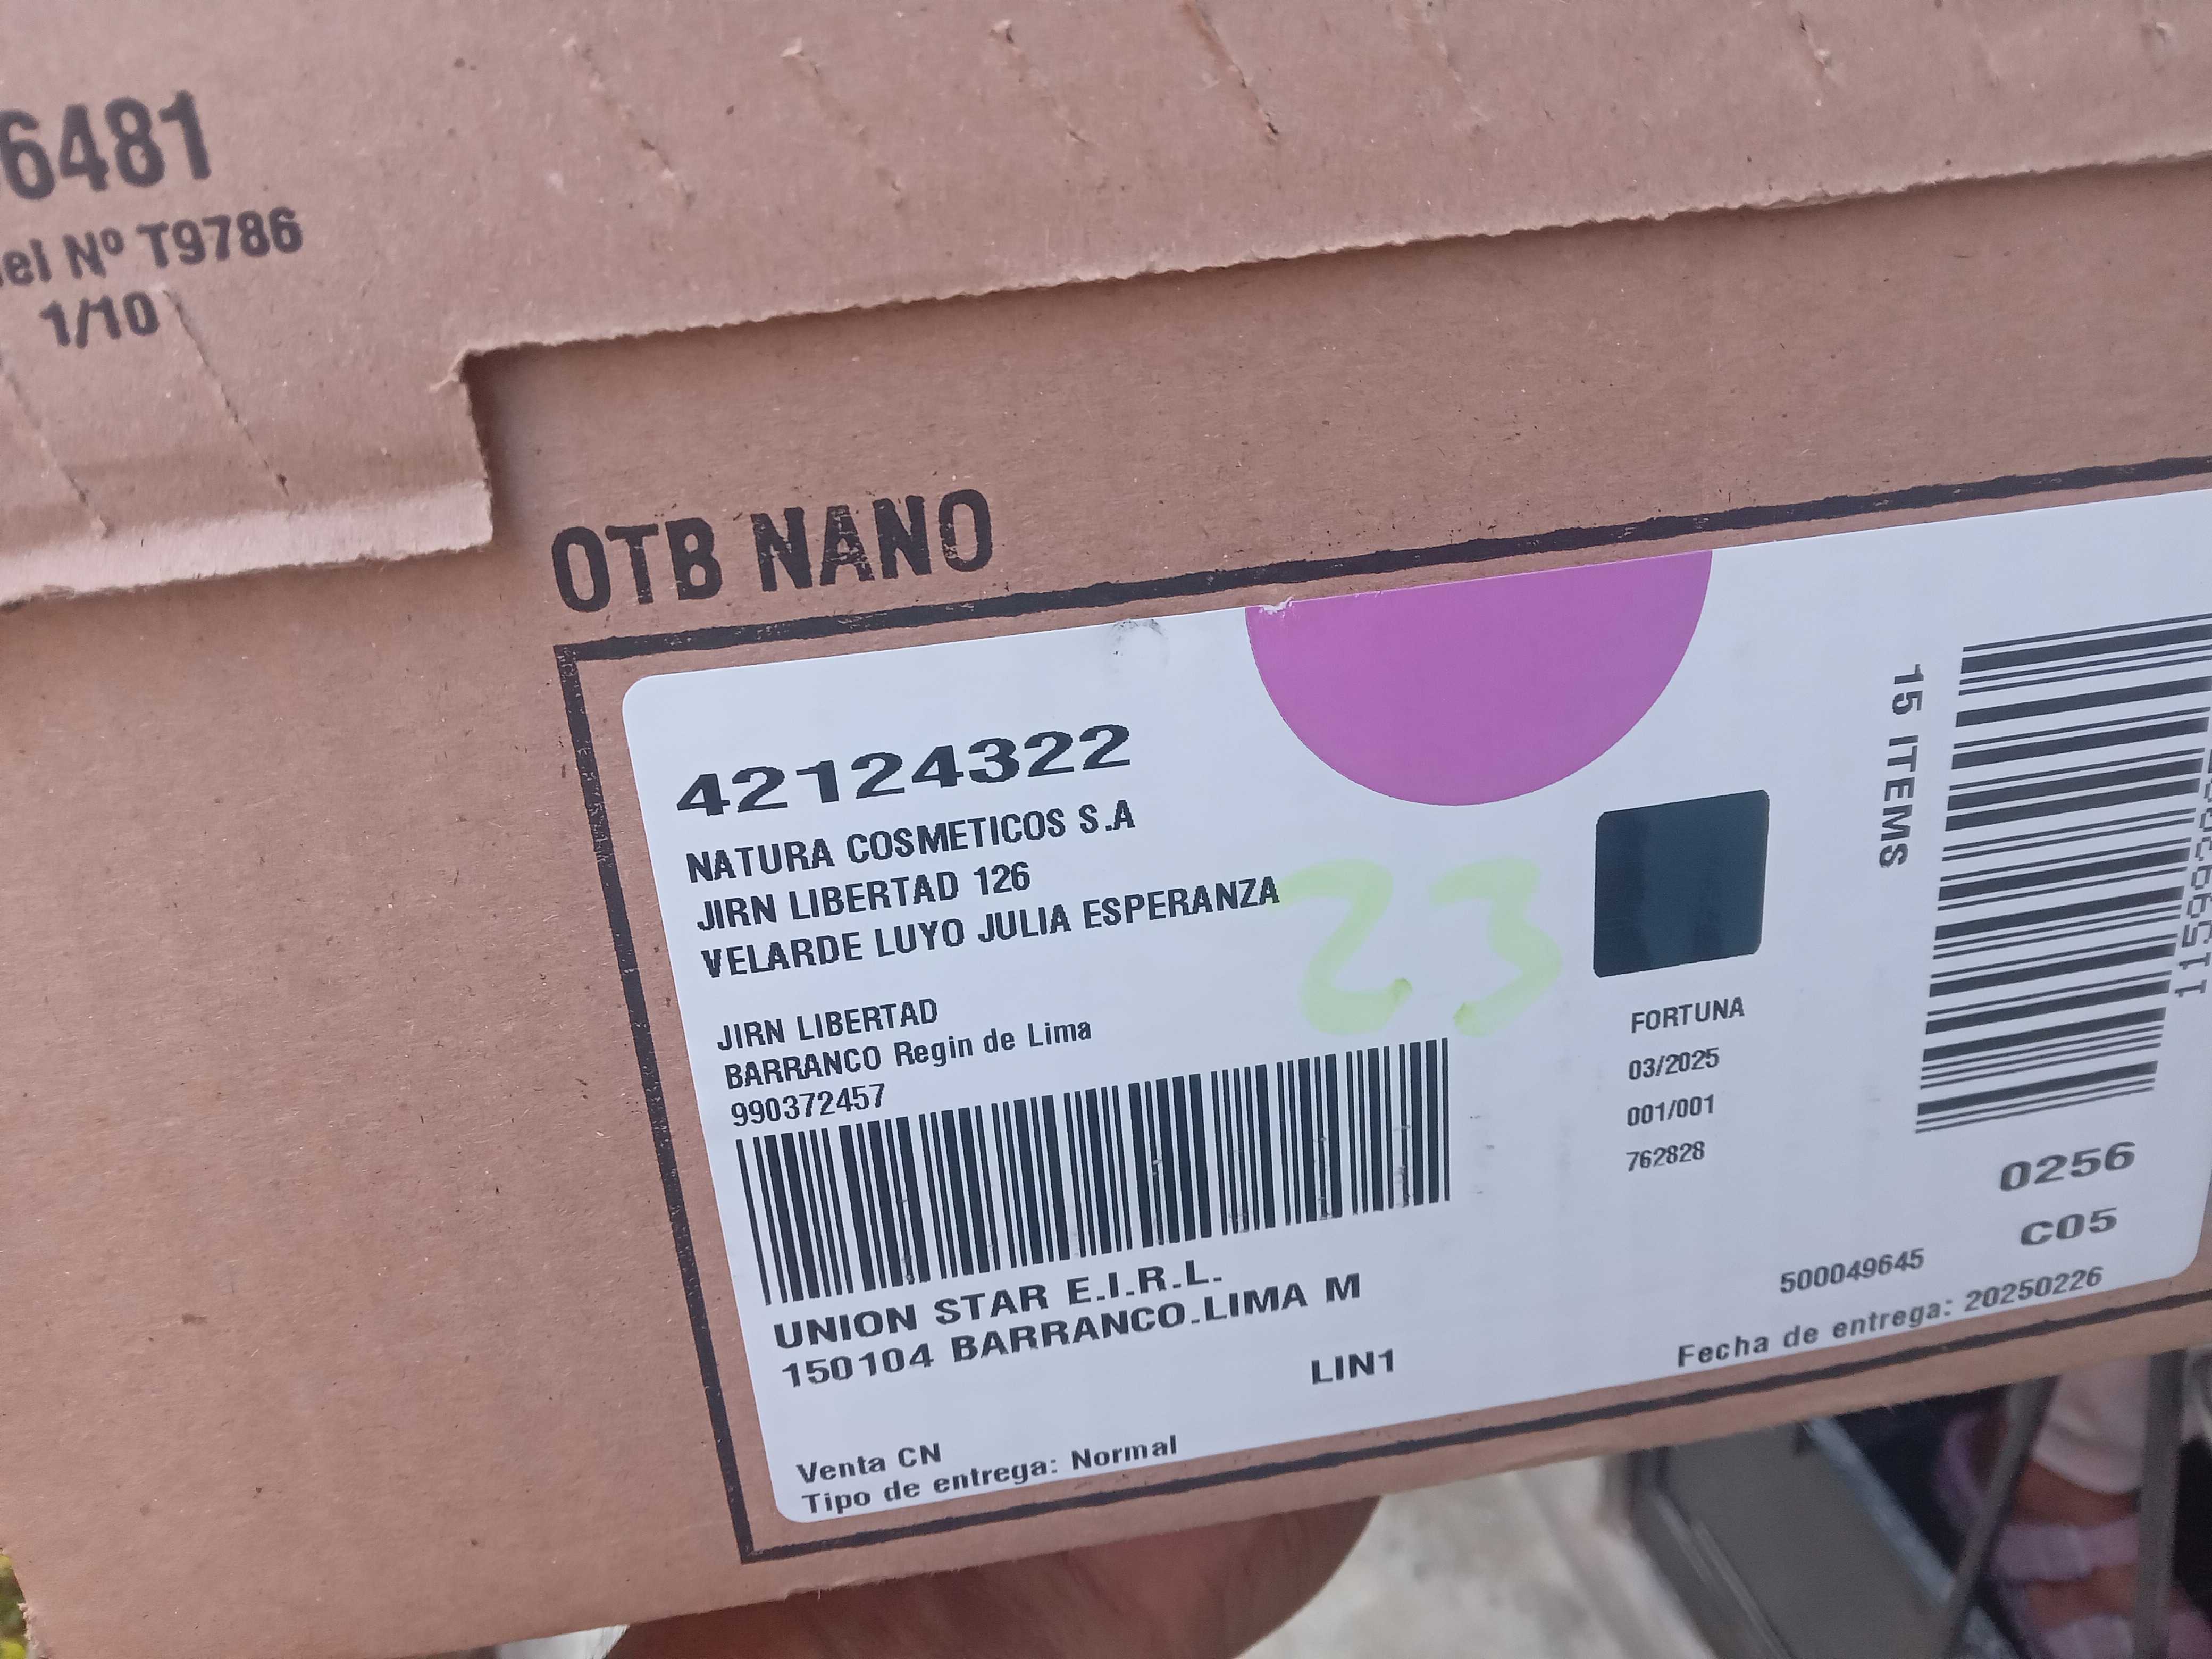 6481
Nº T9786
1/10
OTB NANO
42124322
NATURA COSMETICOS S.A
JIRN LIBERTAD 126
VELARDE LUYO JULIA ESPERANZA
23
JIRN LIBERTAD
BARRANCO Regin de Lima
990372457
UNION STAR E.I.R.L.
150104 BARRANCO.LIMA M
LIN1
Venta CN
Tipo de entrega: Normal
FORTUNA
03/2025
001/001
762828
15 ITEMS
0256
C05
500049645
Fecha de entrega: 20250226